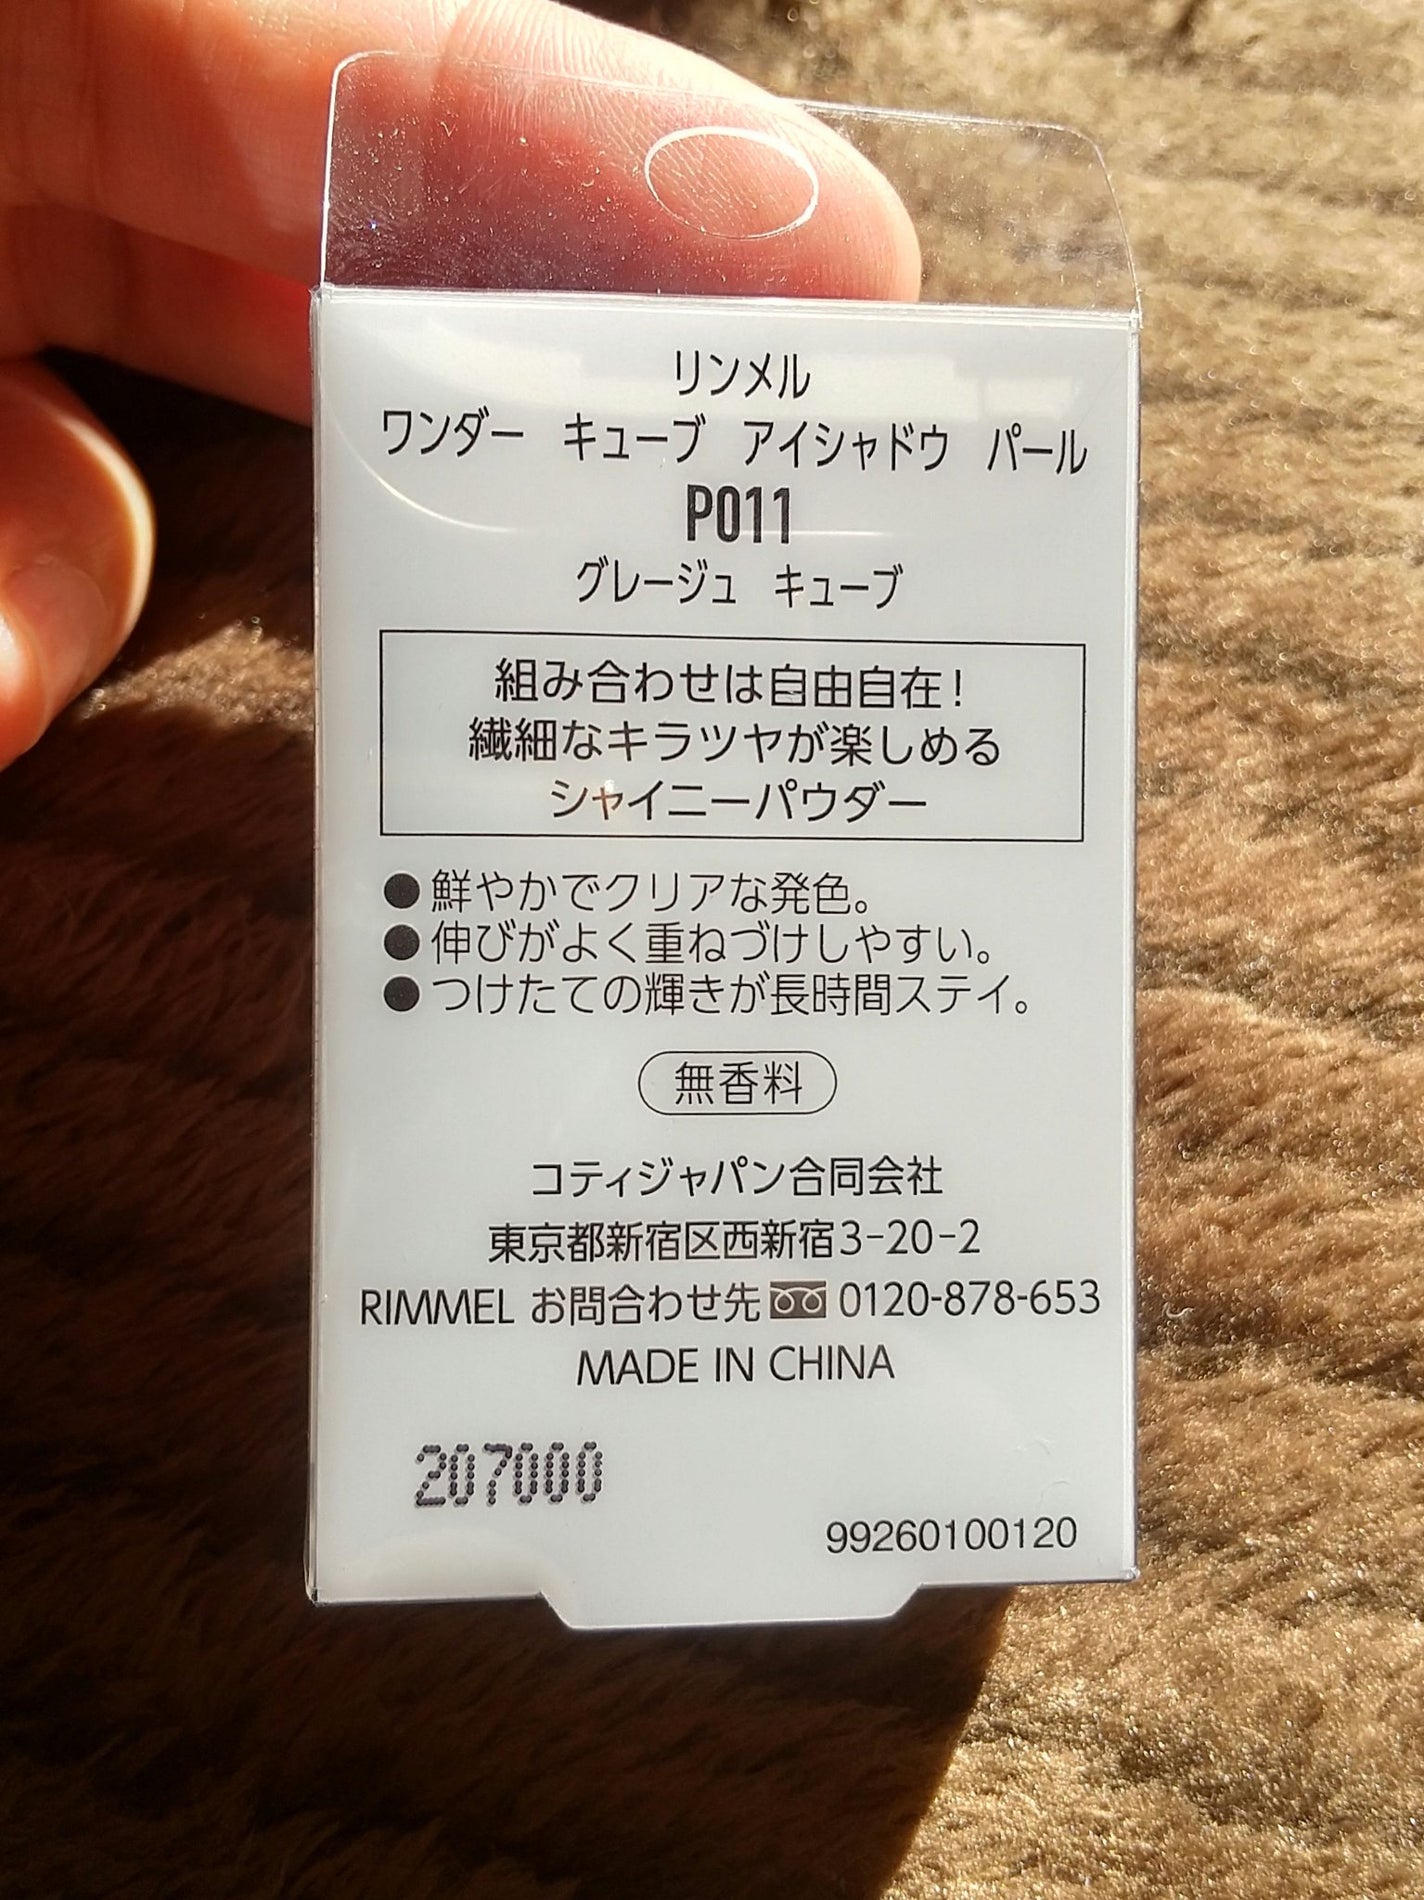 リンメル
ワンダー キューブ アイシャドウ パール
P011
グレージュ キューブ
組み合わせは自由自在!
繊細なキラツヤが楽しめる
シャイニーパウダー
●鮮やかでクリアな発色。
●伸びがよく重ねづけしやすい。
●つけたての輝きが長時間ステイ。
無香料
コティジャパン合同会社
東京都新宿区西新宿3-20-2
RIMMEL お問合わせ先 0120-878-653
MADE IN CHINA
207000
99260100120